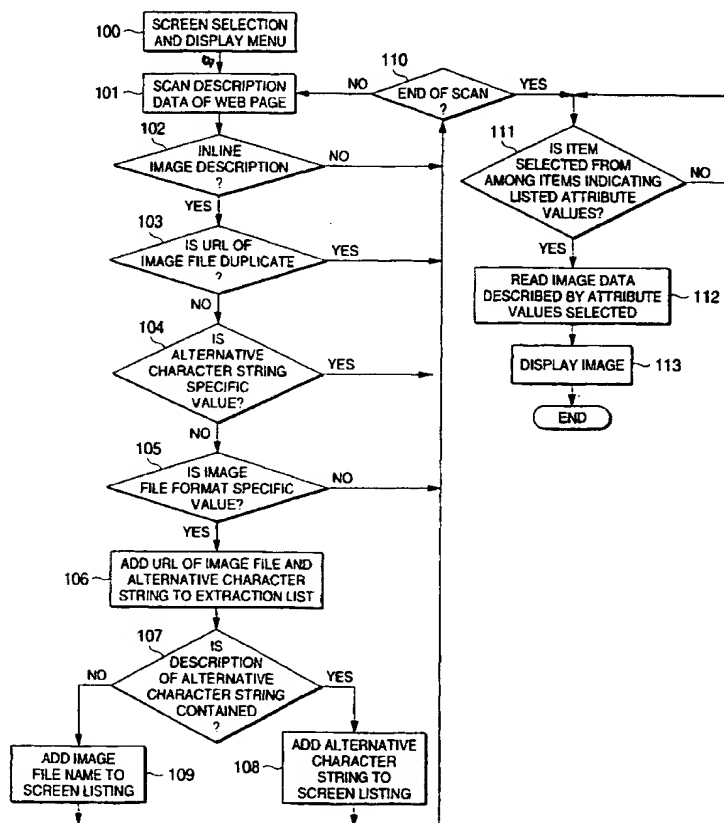 100
SCREEN SELECTION
AND DISPLAY MENU
101
SCAN DESCRIPTION
DATA OF WEB PAGE
102
INLINE
IMAGE DESCRIPTION
?
NO
YES
103
IS URL OF
IMAGE FILE DUPLICATE
?
YES
NO
104
IS
ALTERNATIVE
CHARACTER STRING
SPECIFIC
VALUE?
YES
NO
105
IS IMAGE
FILE FORMAT SPECIFIC
VALUE?
NO
YES
106
ADD URL OF IMAGE FILE AND
ALTERNATIVE CHARACTER
STRING TO EXTRACTION LIST
107
IS
DESCRIPTION
OF ALTERNATIVE
CHARACTER STRING
CONTAINED
?
NO
YES
ADD IMAGE
FILE NAME TO
SCREEN LISTING
109
108
ADD ALTERNATIVE
CHARACTER
STRING TO
SCREEN LISTING
110
NO
END OF SCAN
?
YES
111
IS ITEM
SELECTED FROM
AMONG ITEMS INDICATING
LISTED ATTRIBUTE
VALUES?
NO
YES
READ IMAGE DATA
DESCRIBED BY ATTRIBUTE
VALUES SELECTED
112
DISPLAY IMAGE
113
END